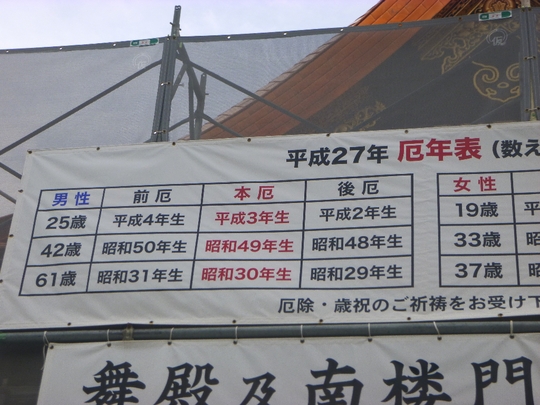 平成27年 厄年表 (数え
男性 前厄 本厄 後厄
25歳 平成4年生 平成3年生 平成2年生
42歳 昭和50年生 昭和49年生 昭和48年生
61歳 昭和31年生 昭和30年生 昭和29年生
女性
19歳
33歳
37歳
厄除・歳祝のご祈祷をお受け下
舞殿及南楼門